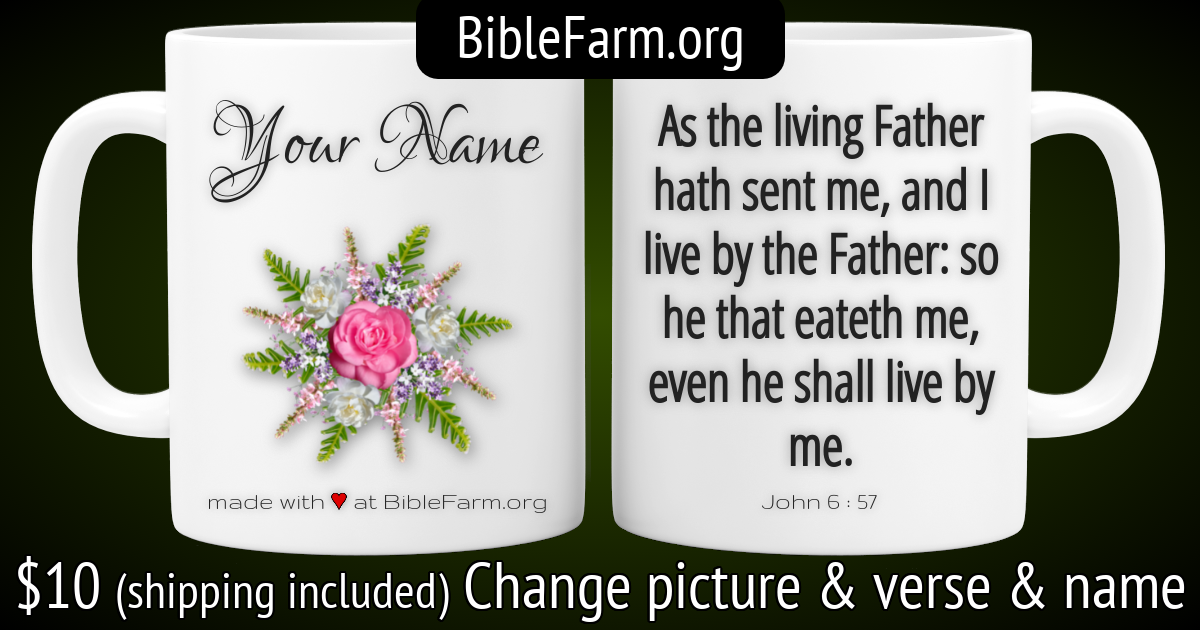 BibleFarm.org
Your Name
made with ♥ at BibleFarm.org
As the living Father
hath sent me, and I
live by the Father: so
he that eateth me,
even he shall live by
me.
John 6 : 57
$10 (shipping included) Change picture & verse & name